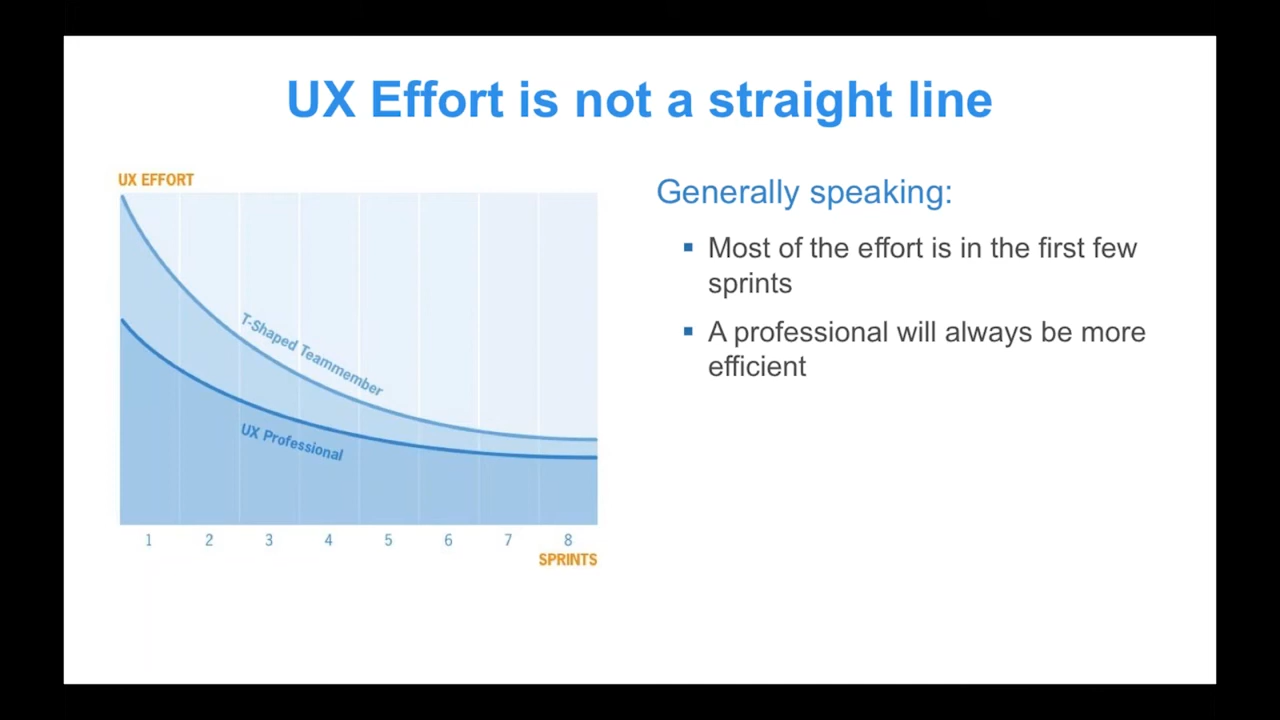 UX Effort is not a straight line
UX EFFORT
T-Shaped Teammember
UX Professional
1 2 3 4 5 6 7 8
SPRINTS
Generally speaking:
▪ Most of the effort is in the first few
sprints
▪ A professional will always be more
efficient